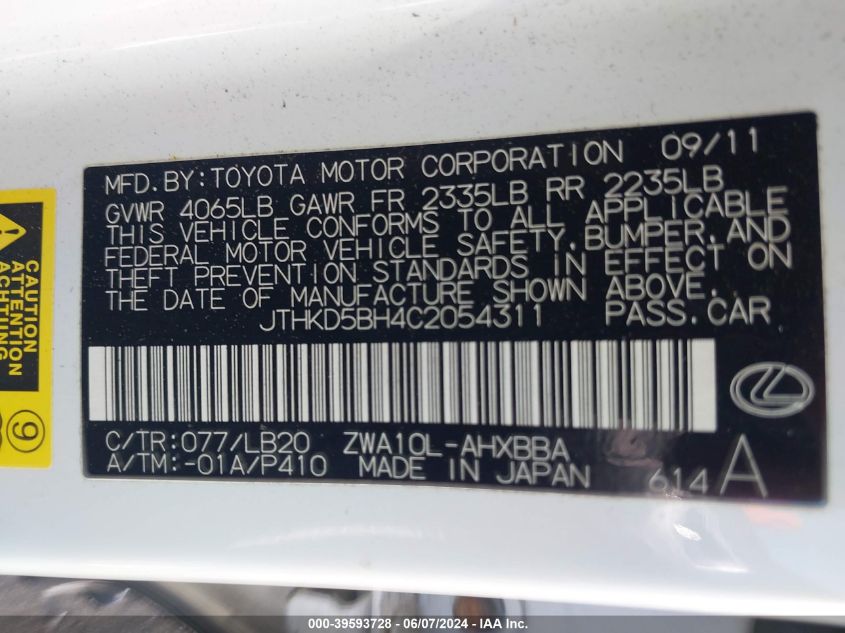 MFD.BY:TOYOTA MOTOR CORPORATION 09/11
GVWR 4065LB GAWR FR 2335LB RR 2235LB
THIS VEHICLE CONFORMS TO ALL APPLICABLE
FEDERAL MOTOR VEHICLE SAFETY,BUMPER,AND
THEFT PREVENTION STANDARDS IN EFFECT ON
THE DATE OF MANUFACTURE SHOWN ABOVE.
JTHKD5BH4C2054311 PASS.CAR
C/TR:077/LB20 ZWA10L-AHXBBA
A/TM:-01A/P410 MADE IN JAPAN 614 A
CAUTION
ACHTUNG
9
000-39593728 - 06/07/2024 - IAA Inc.